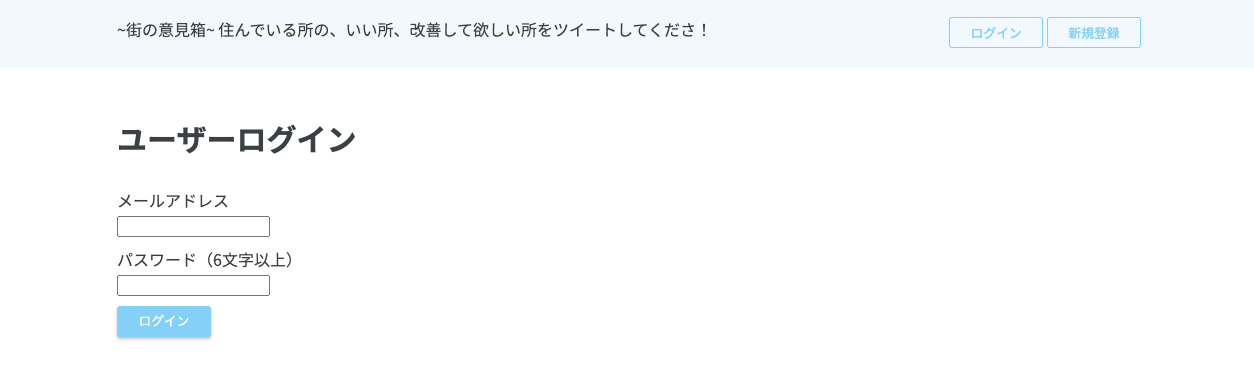 ~街の意見箱~ 住んでいる所の、いい所、改善して欲しい所をツイートしてくださ！
ログイン 新規登録
ユーザーログイン
メールアドレス
パスワード（6文字以上）
ログイン